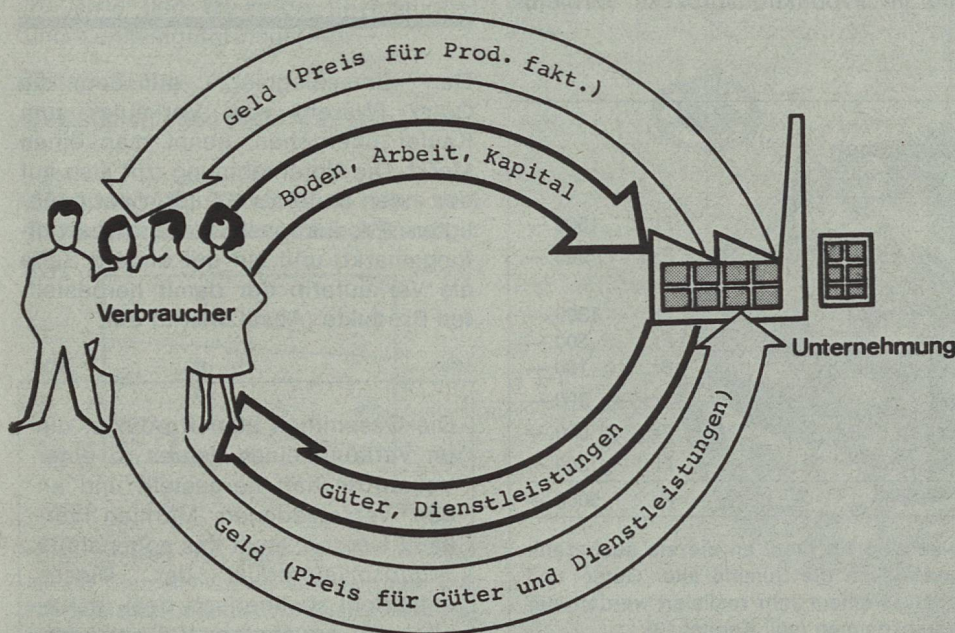 Geld (Preis für Prod. fakt.)
Boden, Arbeit, Kapital
Verbraucher
Unternehmung
Güter, Dienstleistungen
Geld (Preis für Güter und Dienstleistungen)